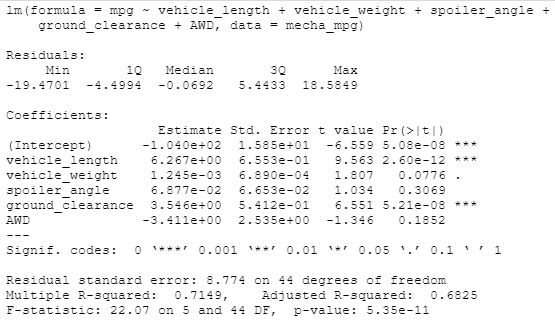 lm(formula = mpg ~ vehicle_length + vehicle_weight + spoiler_angle +
ground_clearance + AWD, data = mecha_mpg)
Residuals:
Min 1Q Median 3Q Max
-19.4701 -4.4994 -0.0692 5.4433 18.5849
Coefficients:
Estimate Std. Error t value Pr(>|t|)
(Intercept) -1.040e+02 1.585e+01 -6.559 5.08e-08 ***
vehicle_length 6.267e+00 6.553e-01 9.563 2.60e-12 ***
vehicle_weight 1.245e-03 6.890e-04 1.807 0.0776 .
spoiler_angle 6.877e-02 6.653e-02 1.034 0.3069
ground_clearance 3.546e+00 5.412e-01 6.551 5.21e-08 ***
AWD -3.411e+00 2.535e+00 -1.346 0.1852
---
Signif. codes: 0 ‘***’ 0.001 ‘**’ 0.01 ‘*’ 0.05 ‘.’ 0.1 ‘ ’ 1
Residual standard error: 8.774 on 44 degrees of freedom
Multiple R-squared: 0.7149, Adjusted R-squared: 0.6825
F-statistic: 22.07 on 5 and 44 DF, p-value: 5.35e-11